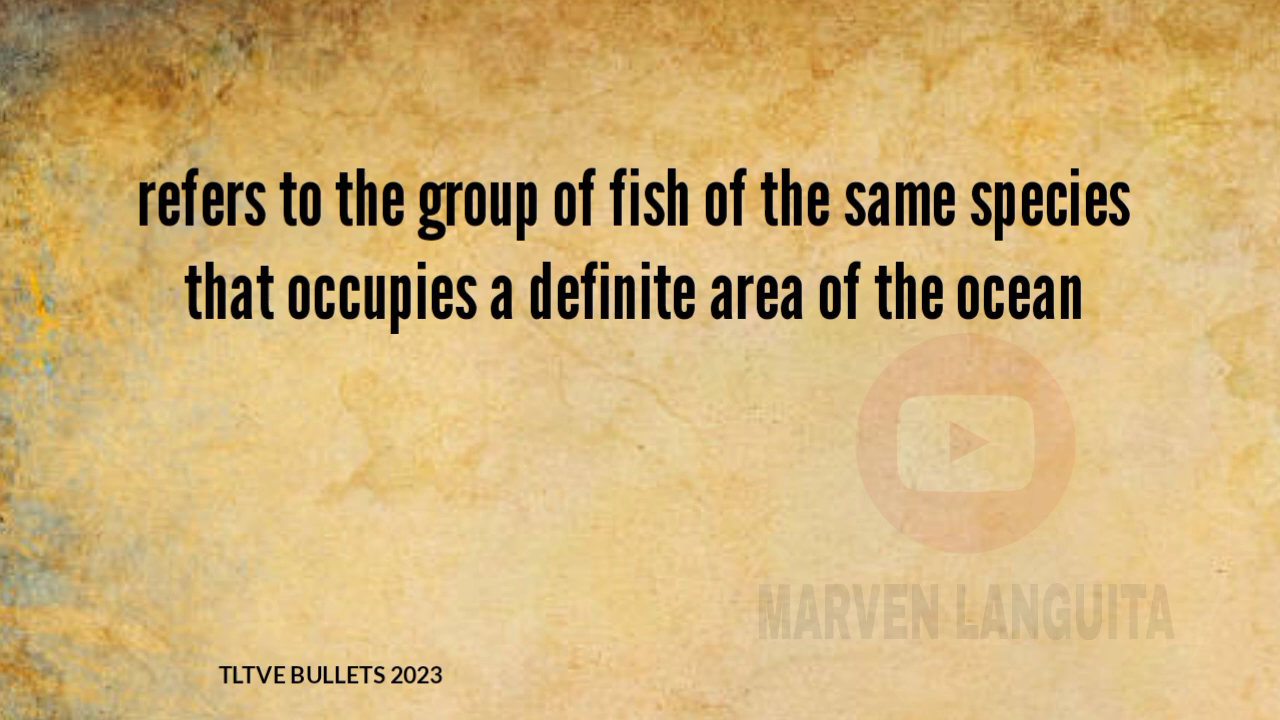 refers to the group of fish of the same species
that occupies a definite area of the ocean
MARVEN LANGUITA
TLTVE BULLETS 2023